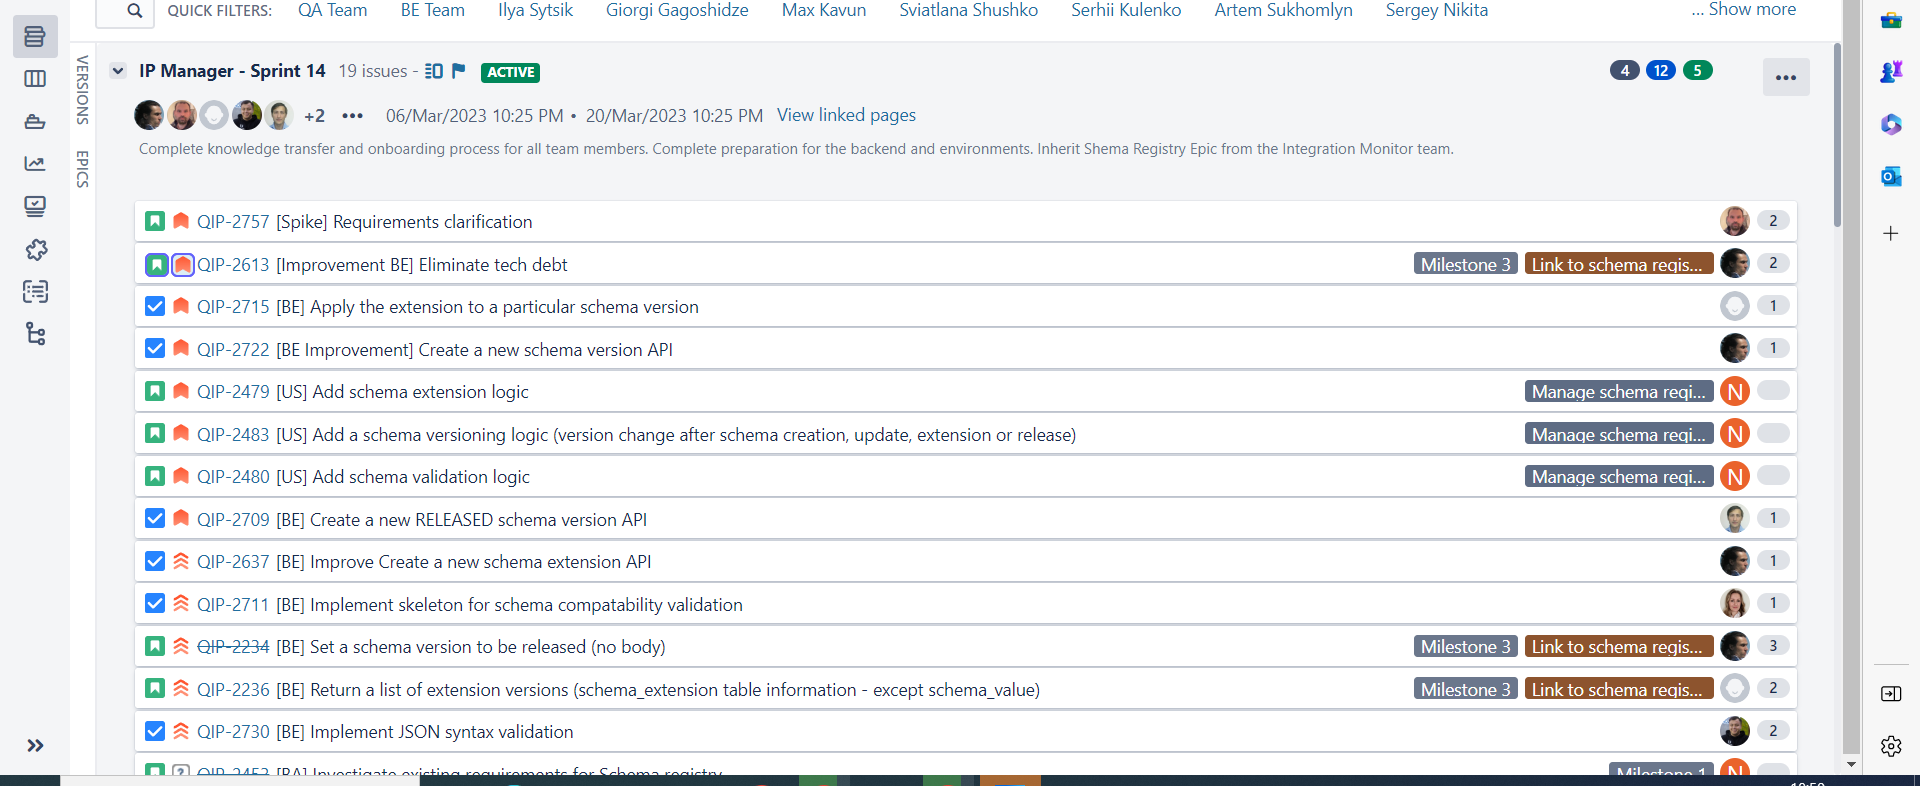 QUICK FILTERS: QA Team BE Team Ilya Sytsik Giorgi Gagoshidze Max Kavun Sviatlana Shushko Serhii Kulenko Artem Sukhomlyn Sergey Nikita ... Show more
VERSIONS
EPICS
IP Manager - Sprint 14 19 issues - ACTIVE 4 12 5
+2 06/Mar/2023 10:25 PM • 20/Mar/2023 10:25 PM View linked pages
Complete knowledge transfer and onboarding process for all team members. Complete preparation for the backend and environments. Inherit Shema Registry Epic from the Integration Monitor team.
QIP-2757 [Spike] Requirements clarification 2
QIP-2613 [Improvement BE] Eliminate tech debt Milestone 3 Link to schema regis... 2
QIP-2715 [BE] Apply the extension to a particular schema version 1
QIP-2722 [BE Improvement] Create a new schema version API 1
QIP-2479 [US] Add schema extension logic Manage schema regi... N
QIP-2483 [US] Add a schema versioning logic (version change after schema creation, update, extension or release) Manage schema regi... N
QIP-2480 [US] Add schema validation logic Manage schema regi... N
QIP-2709 [BE] Create a new RELEASED schema version API 1
QIP-2637 [BE] Improve Create a new schema extension API 1
QIP-2711 [BE] Implement skeleton for schema compatability validation 1
QIP-2234 [BE] Set a schema version to be released (no body) Milestone 3 Link to schema regis... 3
QIP-2236 [BE] Return a list of extension versions (schema_extension table information - except schema_value) Milestone 3 Link to schema regis... 2
QIP-2730 [BE] Implement JSON syntax validation 2
QIP-2453 [BA] Investigate existing requirements for Schema registry Milestone 1 N